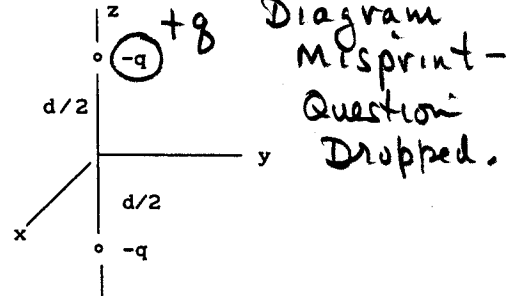 z
-q +q Diagram
Misprint-
d/2 Question
Dropped.
y
d/2
x
-q